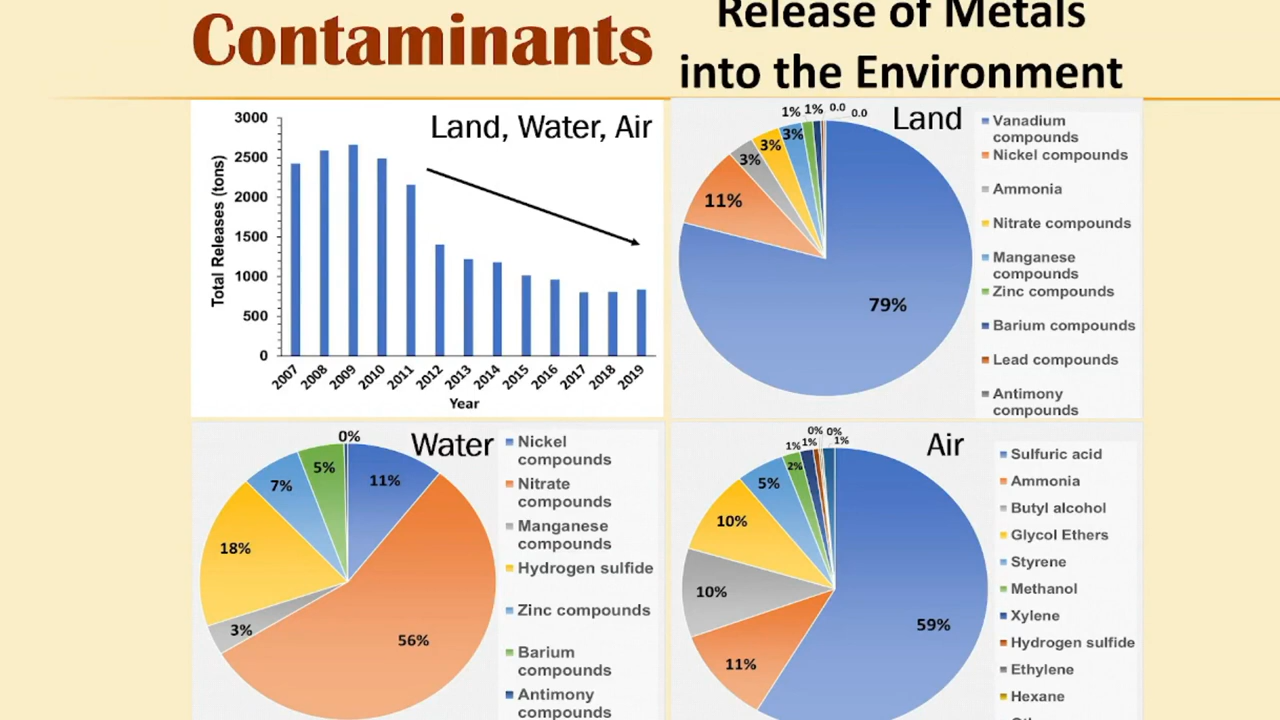 Contaminants
Release of Metals
into the Environment
Land, Water, Air
Total Releases (tons)
3000
2500
2000
1500
1000
500
0
2007
2008
2009
2010
2011
2012
2013
2014
2015
2016
2017
2018
2019
Year
Land
1%
1%
0.0
0.0
3%
3%
3%
11%
79%
Vanadium
compounds
Nickel compounds
Ammonia
Nitrate compounds
Manganese
compounds
Zinc compounds
Barium compounds
Lead compounds
Antimony
compounds
Water
0%
5%
11%
7%
18%
3%
56%
Nickel
compounds
Nitrate
compounds
Manganese
compounds
Hydrogen sulfide
Zinc compounds
Barium
compounds
Antimony
compounds
Air
0%
0%
1%
1%
1%
2%
5%
10%
10%
11%
59%
Sulfuric acid
Ammonia
Butyl alcohol
Glycol Ethers
Styrene
Methanol
Xylene
Hydrogen sulfide
Ethylene
Hexane